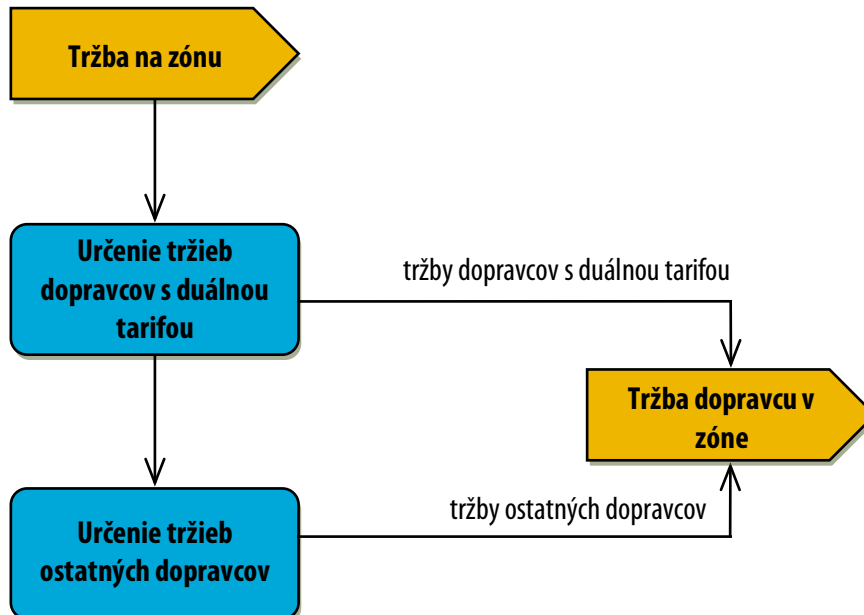 Tržba na zónu
Určenie tržieb
dopravcov s duálnou
tarifou
tržby dopravcov s duálnou tarifou
Tržba dopravcu v
zóne
tržby ostatných dopravcov
Určenie tržieb
ostatných dopravcov